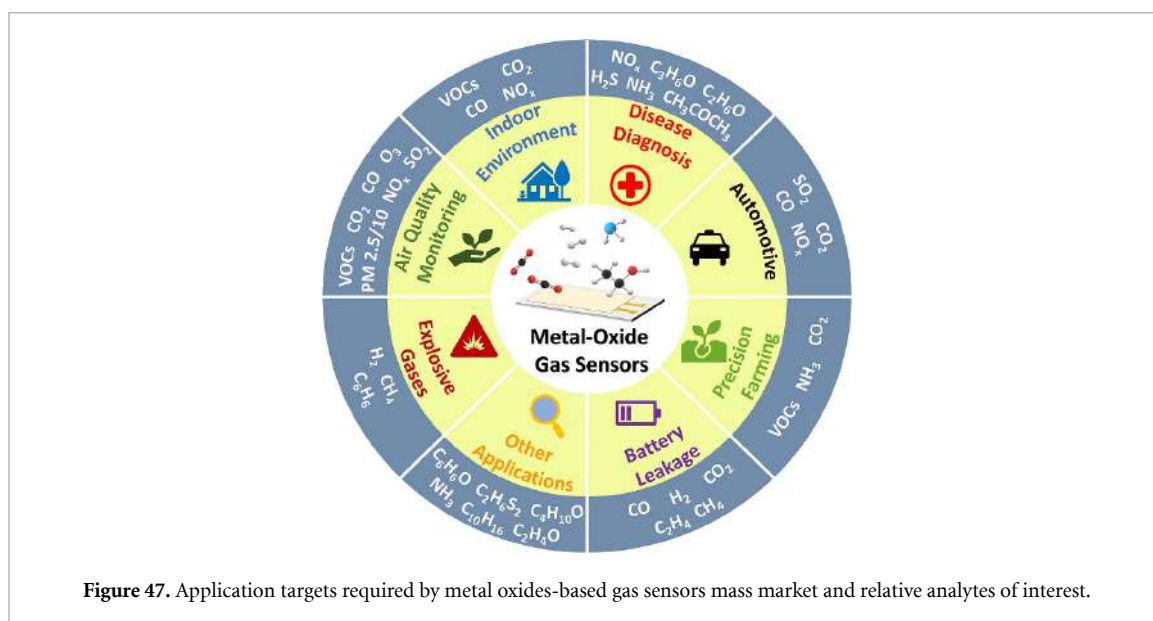 VOCs CO₂
CO NOₓ
Indoor
Environment
NOₓ C₃H₆O C₂H₆O
H₂S NH₃ CH₃COCH₃
Disease
Diagnosis
SO₂ CO₂
CO NOₓ
Automotive
VOCs NH₃ CO₂
Precision
Farming
CO H₂ CO₂
C₂H₄ CH₄
Battery
Leakage
C₆H₆O C₂H₆S₂ C₄H₁₀O
NH₃ C₁₀H₁₆ C₂H₄O
Other
Applications
H₂ CH₄
C₆H₆
Explosive
Gases
VOCs CO₂ CO O₃
PM 2.5/10 NOₓ SO₂
Air Quality
Monitoring
Metal-Oxide
Gas Sensors
Figure 47. Application targets required by metal oxides-based gas sensors mass market and relative analytes of interest.